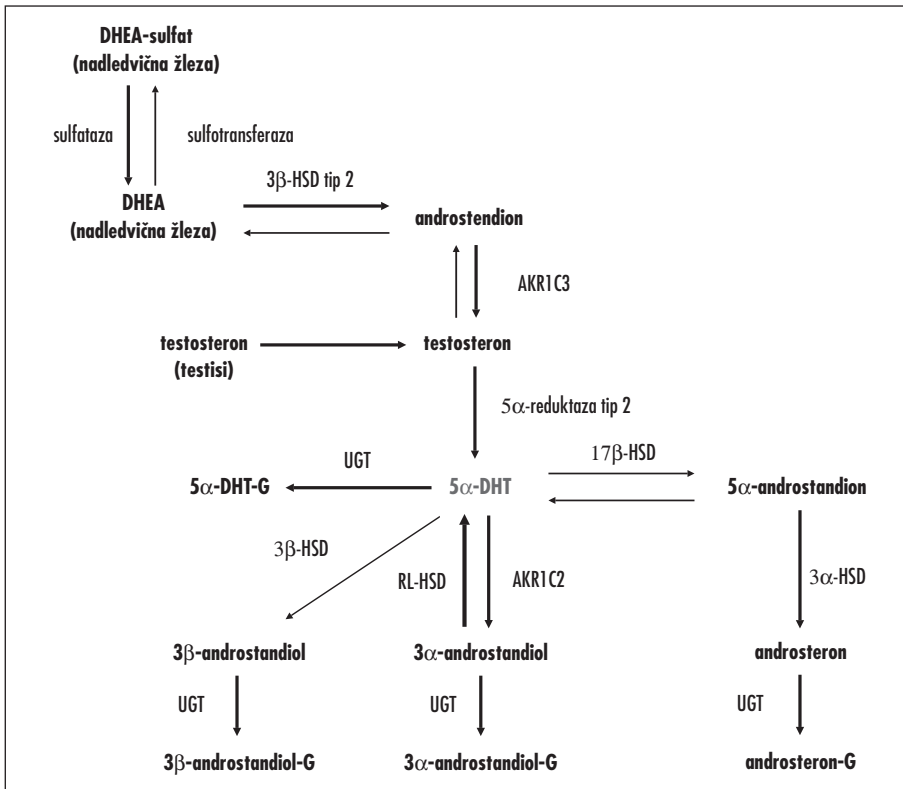 DHEA-sulfat
(nadledvična žleza)
sulfataza
sulfotransferaza
3β-HSD tip 2
DHEA
(nadledvična žleza)
androstendion
AKR1C3
testosteron
(testisi)
testosteron
5α-reduktaza tip 2
UGT
17β-HSD
5α-DHT-G
5α-DHT
5α-androstandion
3β-HSD
RL-HSD
AKR1C2
3α-HSD
3β-androstandiol
3α-androstandiol
androsteron
UGT
UGT
UGT
3β-androstandiol-G
3α-androstandiol-G
androsteron-G